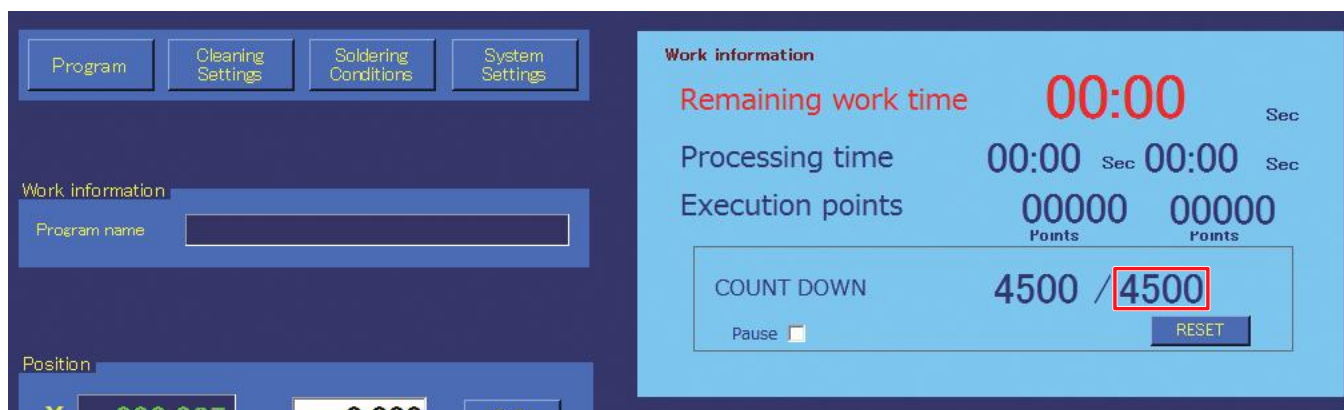 Program
Cleaning
Settings
Soldering
Conditions
System
Settings
Work information
Program name
Position
Work information
Remaining work time 00:00 Sec
Processing time 00:00 Sec 00:00 Sec
Execution points 00000 00000
Points Points
COUNT DOWN 4500 / 4500
Pause RESET